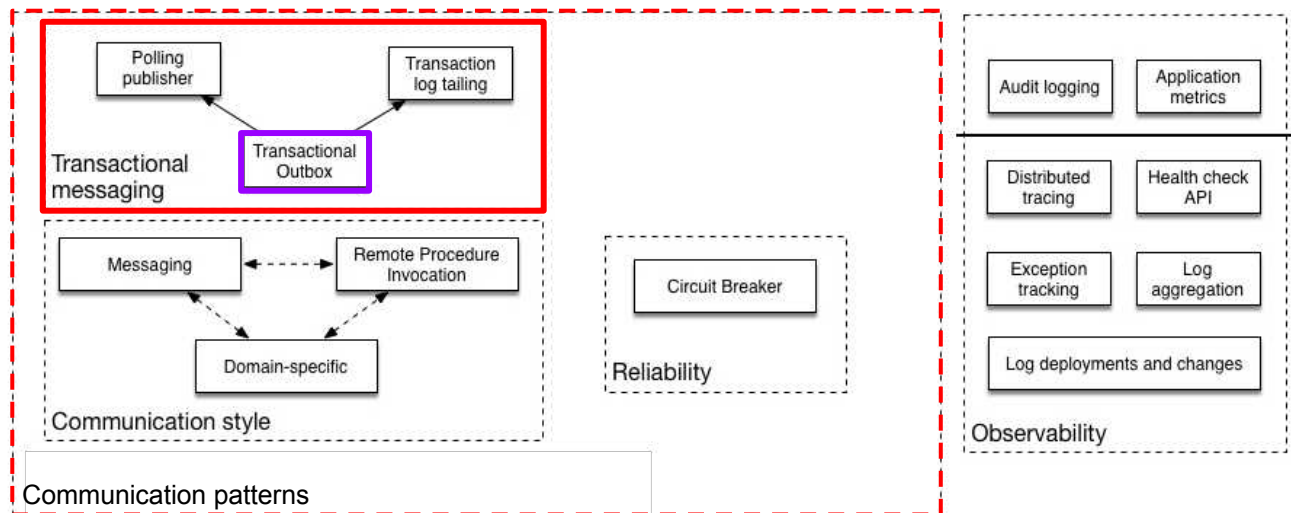 Polling
publisher
Transaction
log tailing
Transactional
Outbox
Transactional
messaging
Messaging
Remote Procedure
Invocation
Domain-specific
Communication style
Circuit Breaker
Reliability
Communication patterns
Audit logging
Application
metrics
Distributed
tracing
Health check
API
Exception
tracking
Log
aggregation
Log deployments and changes
Observability